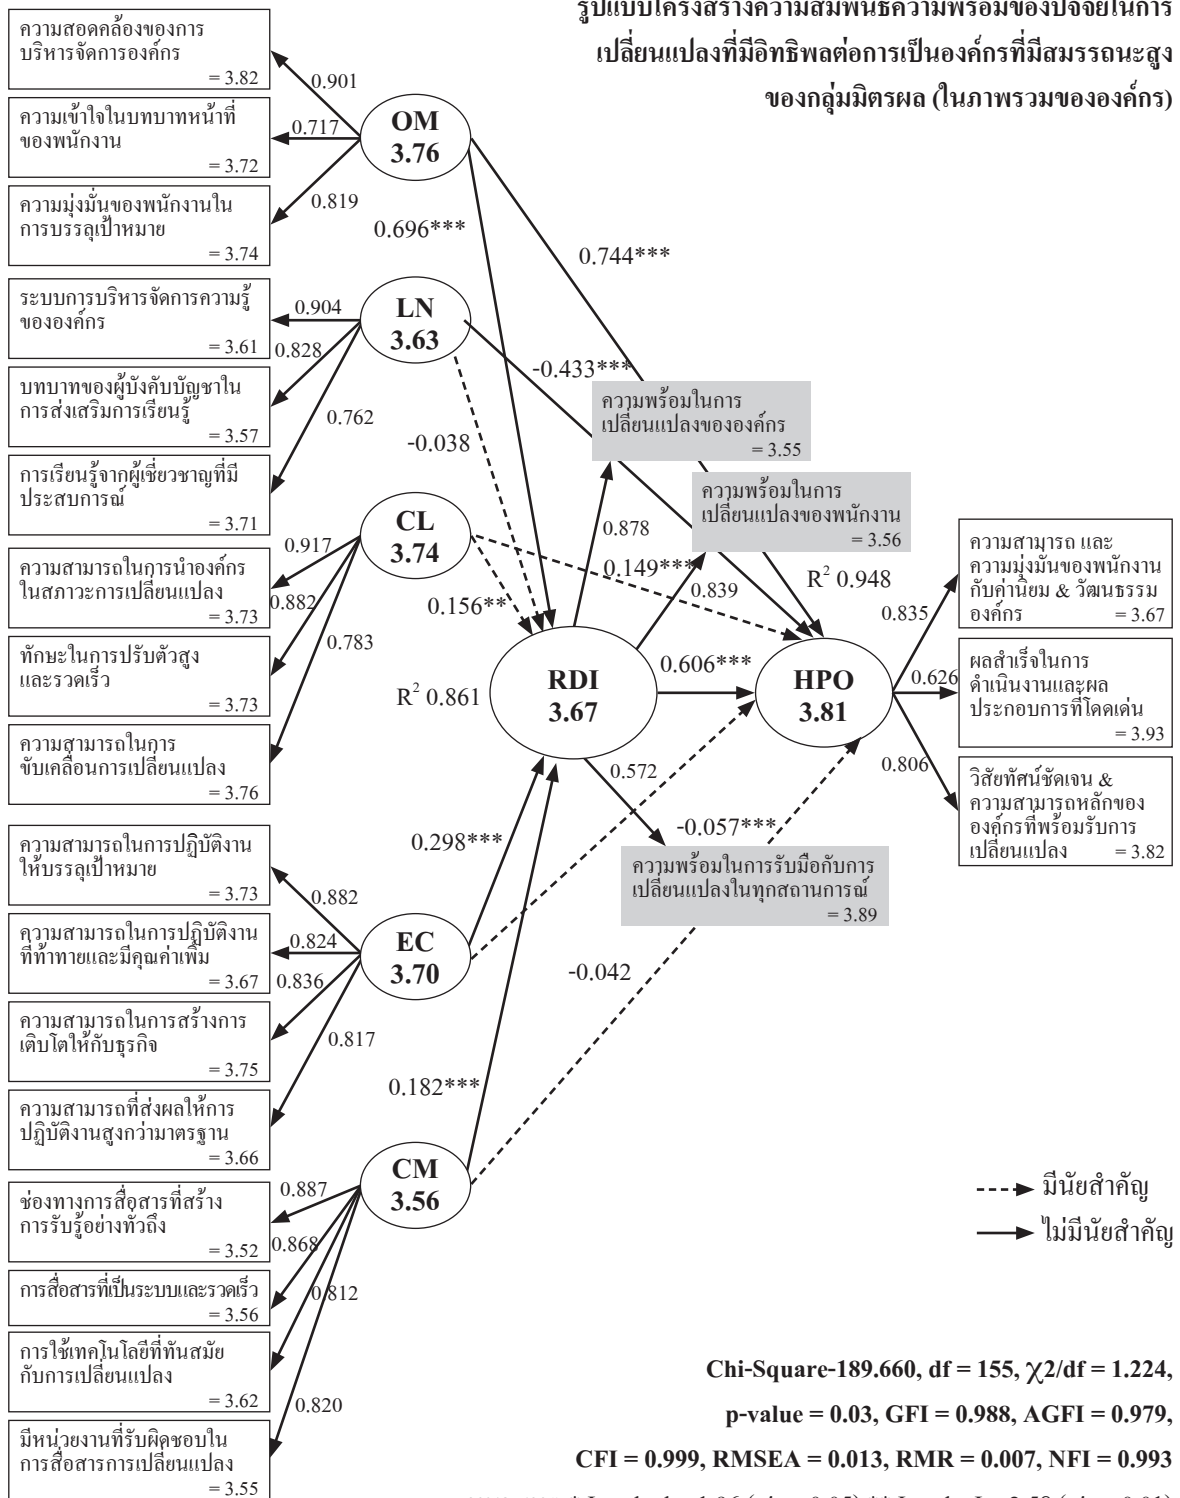 รูปแบบโครงสร้างความสัมพันธ์ความพร้อมของปัจจัยในการ
เปลี่ยนแปลงที่มีอิทธิพลต่อการเป็นองค์กรที่มีสมรรถนะสูง
ของกลุ่มมิตรผล (ในภาพรวมขององค์กร)
ความสอดคล้องของการ
บริหารจัดการองค์กร
= 3.82
0.901
ความเข้าใจในบทบาทหน้าที่
ของพนักงาน
= 3.72
0.717
ความมุ่งมั่นของพนักงานใน
การบรรลุเป้าหมาย
= 3.74
0.819
OM
3.76
0.696***
0.744***
ระบบการบริหารจัดการความรู้
ขององค์กร
= 3.61
0.904
บทบาทของผู้บังคับบัญชาใน
การส่งเสริมการเรียนรู้
= 3.57
0.828
การเรียนรู้จากผู้เชี่ยวชาญที่มี
ประสบการณ์
= 3.71
0.762
LN
3.63
-0.433***
-0.038
ความพร้อมในการ
เปลี่ยนแปลงขององค์กร
= 3.55
0.878
ความพร้อมในการ
เปลี่ยนแปลงของพนักงาน
= 3.56
0.839
ความสามารถในการนำองค์กร
ในสภาวะการเปลี่ยนแปลง
= 3.73
0.917
ทักษะในการปรับตัวสูง
และรวดเร็ว
= 3.73
0.882
ความสามารถในการ
ขับเคลื่อนการเปลี่ยนแปลง
= 3.76
0.783
CL
3.74
0.149***
0.156**
R² 0.861
RDI
3.67
0.606***
R² 0.948
HPO
3.81
0.835
ความสามารถ และ
ความมุ่งมั่นของพนักงาน
กับค่านิยม & วัฒนธรรม
องค์กร = 3.67
0.626
ผลสำเร็จในการ
ดำเนินงานและผล
ประกอบการที่โดดเด่น
= 3.93
0.806
วิสัยทัศน์ชัดเจน &
ความสามารถหลักของ
องค์กรที่พร้อมรับการ
เปลี่ยนแปลง = 3.82
0.572
-0.057***
ความพร้อมในการรับมือกับการ
เปลี่ยนแปลงในทุกสถานการณ์
= 3.89
ความสามารถในการปฏิบัติงาน
ให้บรรลุเป้าหมาย
= 3.73
0.882
ความสามารถในการปฏิบัติงาน
ที่ท้าทายและมีคุณค่าเพิ่ม
= 3.67
0.824
ความสามารถในการสร้างการ
เติบโตให้กับธุรกิจ
= 3.75
0.836
ความสามารถที่ส่งผลให้การ
ปฏิบัติงานสูงกว่ามาตรฐาน
= 3.66
0.817
EC
3.70
0.298***
-0.042
0.182***
ช่องทางการสื่อสารที่สร้าง
การรับรู้อย่างทั่วถึง
= 3.52
0.887
การสื่อสารที่เป็นระบบและรวดเร็ว
= 3.56
0.868
การใช้เทคโนโลยีที่ทันสมัย
กับการเปลี่ยนแปลง
= 3.62
0.812
มีหน่วยงานที่รับผิดชอบใน
การสื่อสารการเปลี่ยนแปลง
= 3.55
0.820
CM
3.56
มีนัยสำคัญ
ไม่มีนัยสำคัญ
Chi-Square-189.660, df = 155, χ2/df = 1.224,
p-value = 0.03, GFI = 0.988, AGFI = 0.979,
CFI = 0.999, RMSEA = 0.013, RMR = 0.007, NFI = 0.993